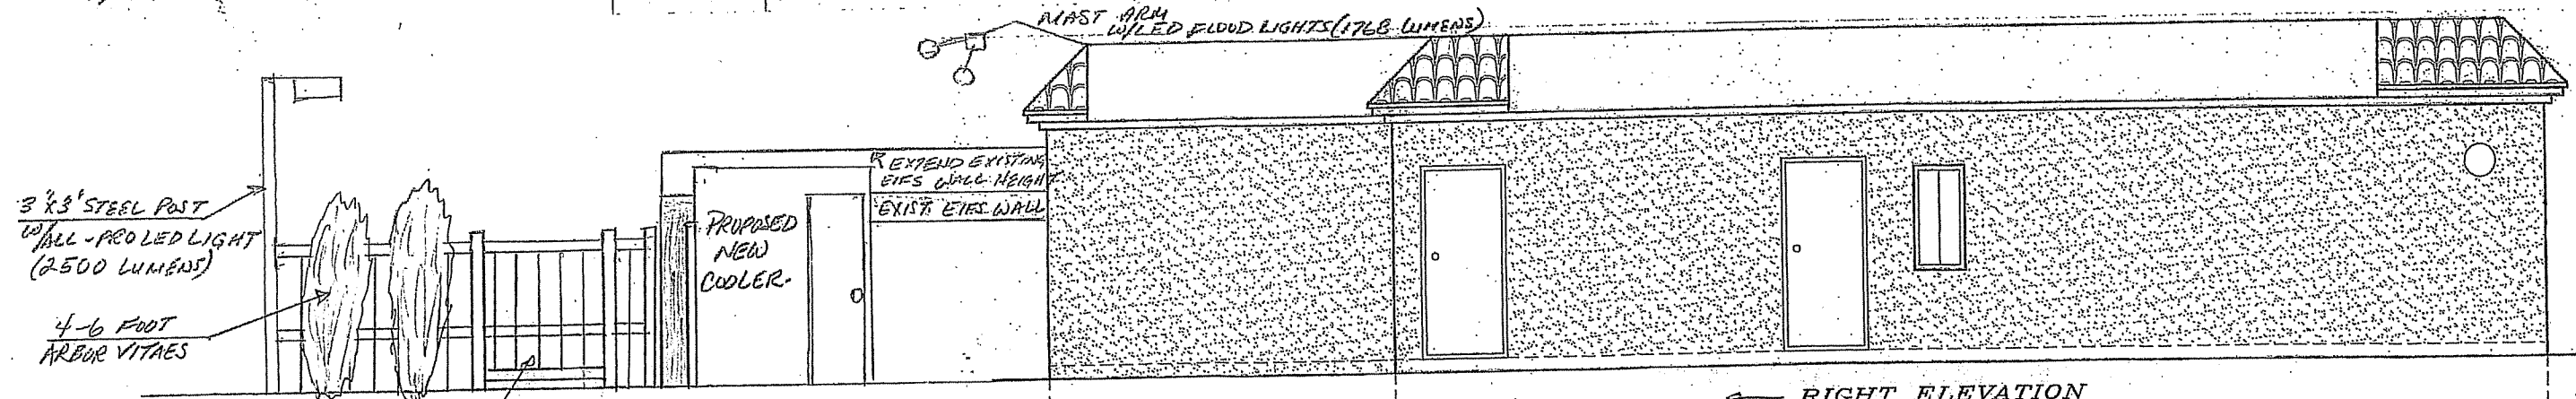 MAST ARM
W/LED FLOOD LIGHTS (1768 LUMENS)
3"X3" STEEL POST
W/ALL-PRO LED LIGHT
(2500 LUMENS)
4-6 FOOT
ARBOR VITAES
PROPOSED
NEW
COOLER.
EXTEND EXISTING
EIFS WALL HEIGHT
EXIST. EIFS WALL
RIGHT ELEVATION